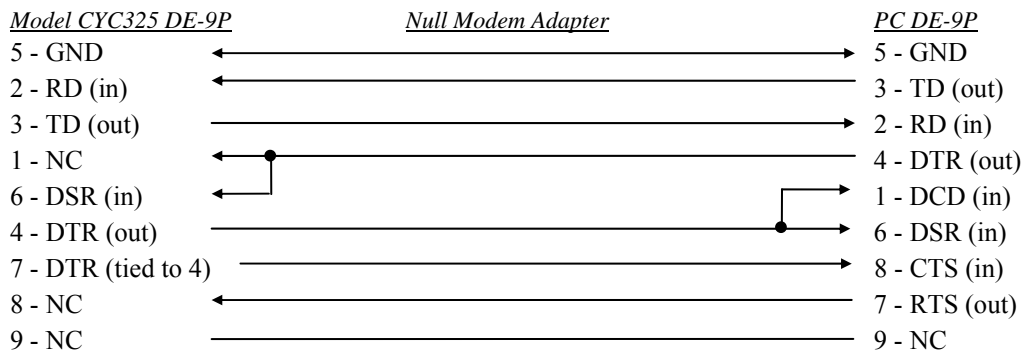 Model CYC325 DE-9P Null Modem Adapter PC DE-9P
5 - GND 5 - GND
2 - RD (in) 3 - TD (out)
3 - TD (out) 2 - RD (in)
1 - NC 4 - DTR (out)
6 - DSR (in) 1 - DCD (in)
4 - DTR (out) 6 - DSR (in)
7 - DTR (tied to 4) 8 - CTS (in)
8 - NC 7 - RTS (out)
9 - NC 9 - NC